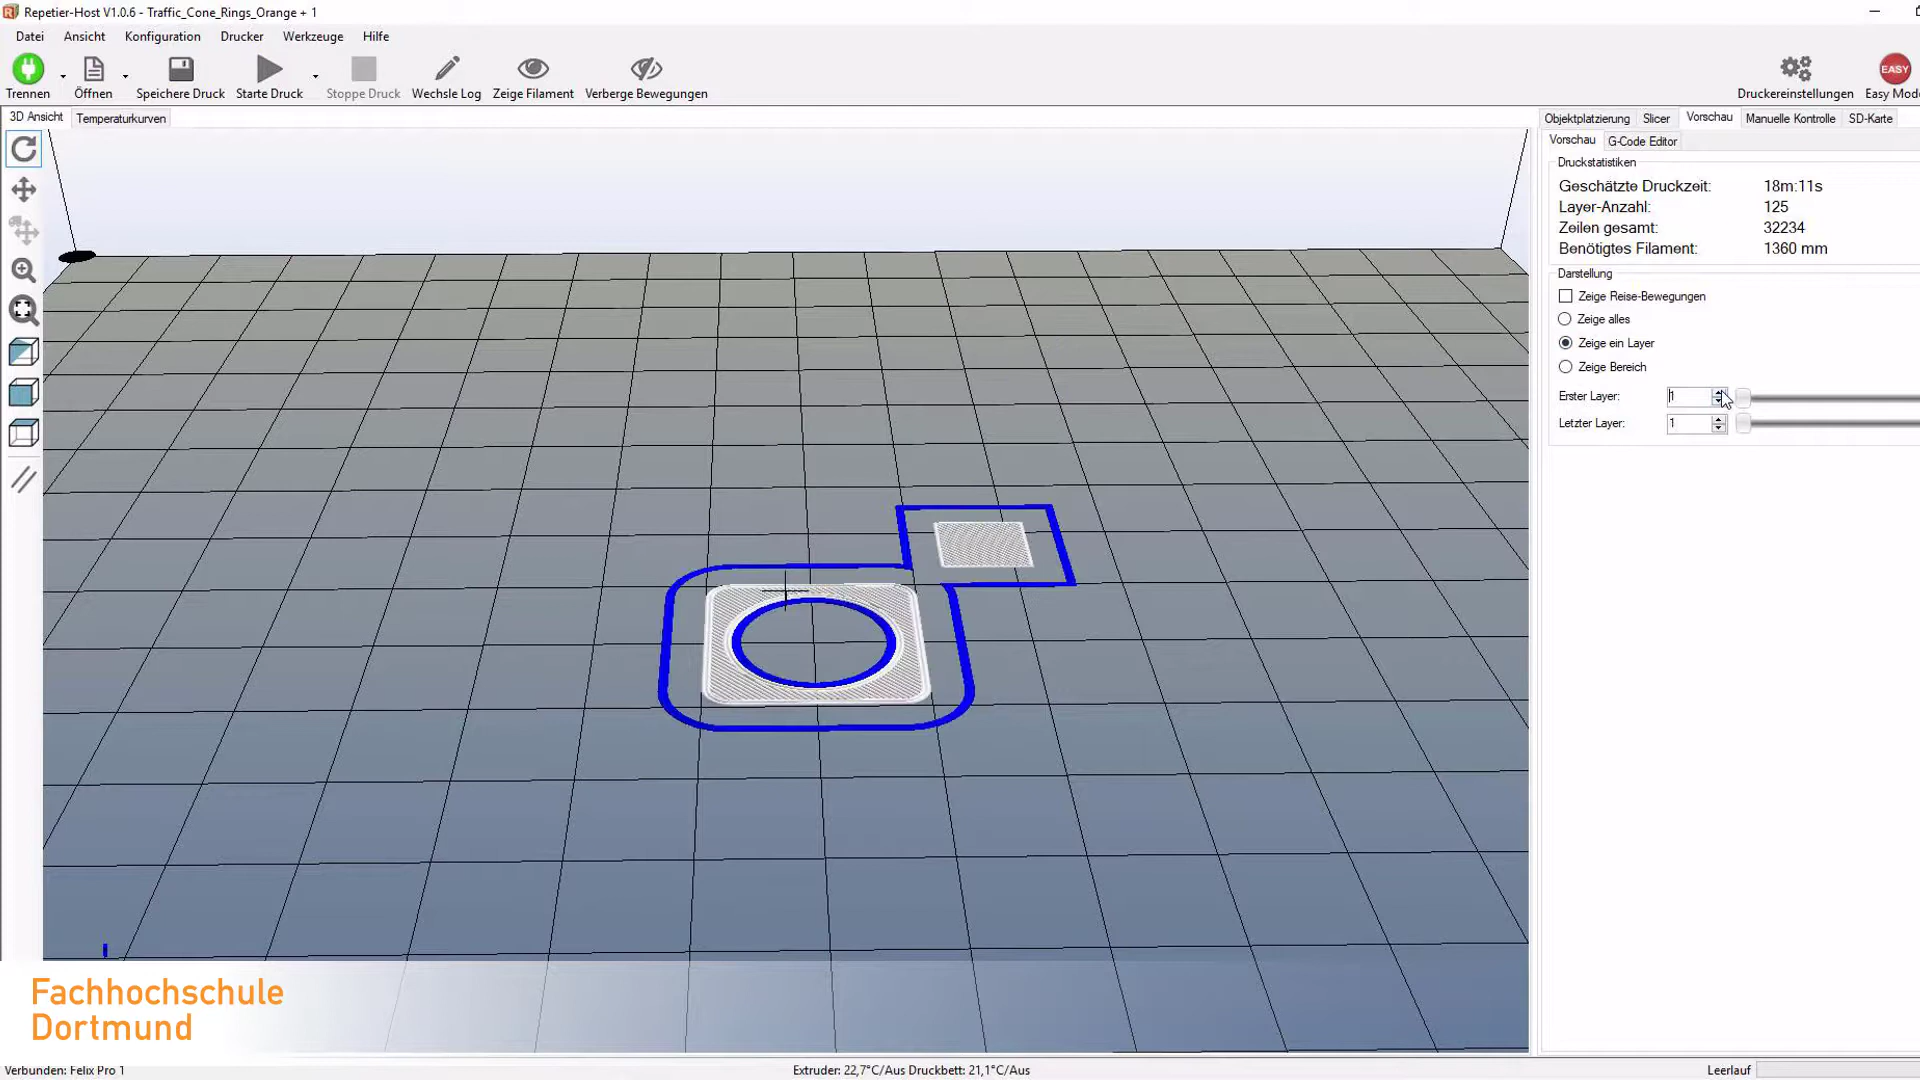 Repetier-Host V1.0.6 - Traffic_Cone_Rings_Orange + 1
Datei Ansicht Konfiguration Drucker Werkzeuge Hilfe
Trennen Öffnen Speichere Druck Starte Druck Stoppe Druck Wechsle Log Zeige Filament Verberge Bewegungen Druckereinstellungen EASY Easy Mod
3D Ansicht Temperaturkurven
Objektplatzierung Slicer Vorschau Manuelle Kontrolle SD-Karte
Vorschau G-Code Editor
Druckstatistiken
Geschätzte Druckzeit: 18m:11s
Layer-Anzahl: 125
Zeilen gesamt: 32234
Benötigtes Filament: 1360 mm
Darstellung
Zeige Reise-Bewegungen
Zeige alles
Zeige ein Layer
Zeige Bereich
Erster Layer: 1
Letzter Layer: 1
Fachhochschule
Dortmund
Verbunden: Felix Pro 1 Extruder: 22,7°C/Aus Druckbett: 21,1°C/Aus Leerlauf